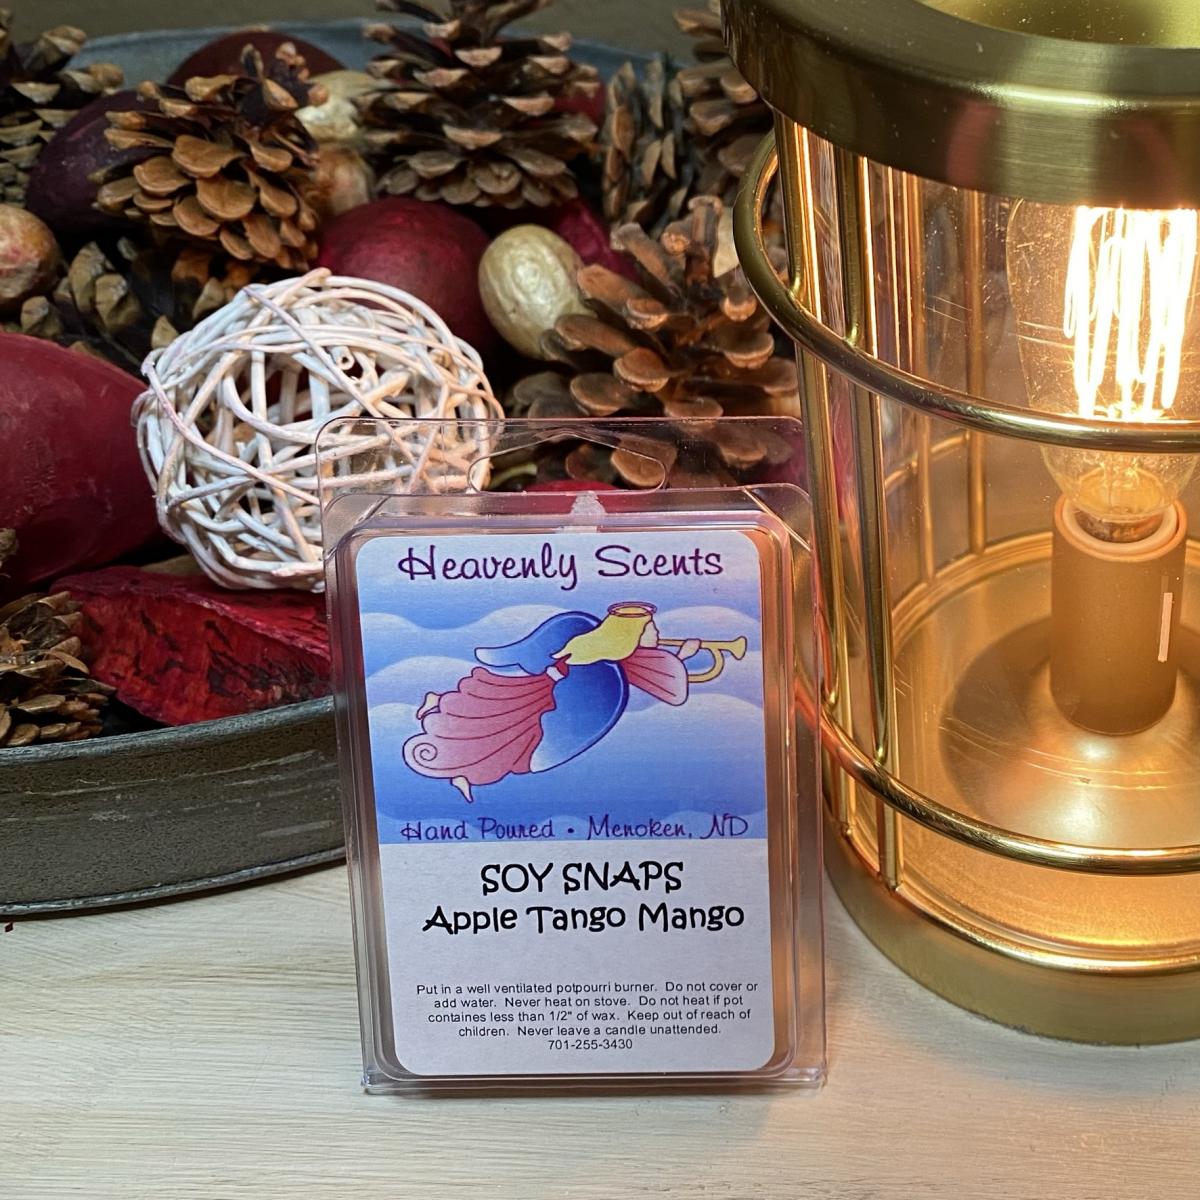 Heavenly Scents
Hand Poured • Menoken, ND
SOY SNAPS
Apple Tango Mango
Put in a well ventilated potpourri burner. Do not cover or
add water. Never heat on stove. Do not heat if pot
containes less than 1/2" of wax. Keep out of reach of
children. Never leave a candle unattended.
701-255-3430